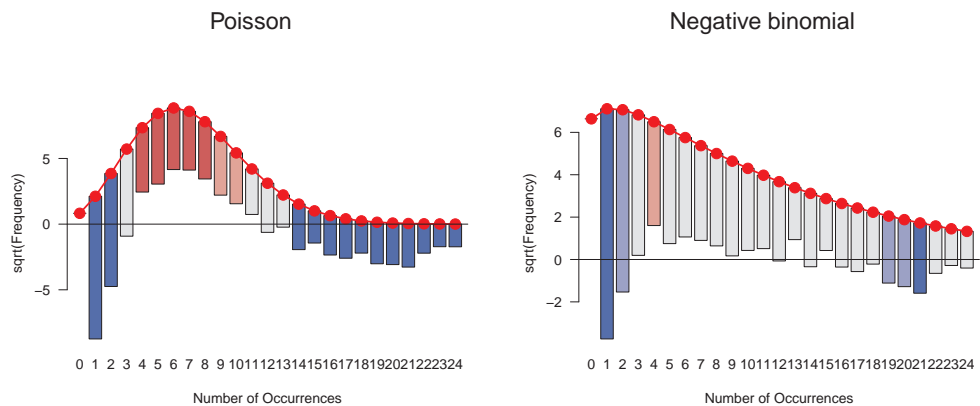 Poisson
Negative binomial
sqrt(Frequency)
5
0
−5
0 1 2 3 4 5 6 7 8 9 10 11 12 13 14 15 16 17 18 19 20 21 22 23 24
Number of Occurrences
sqrt(Frequency)
6
4
2
0
−2
0 1 2 3 4 5 6 7 8 9 10 11 12 13 14 15 16 17 18 19 20 21 22 23 24
Number of Occurrences